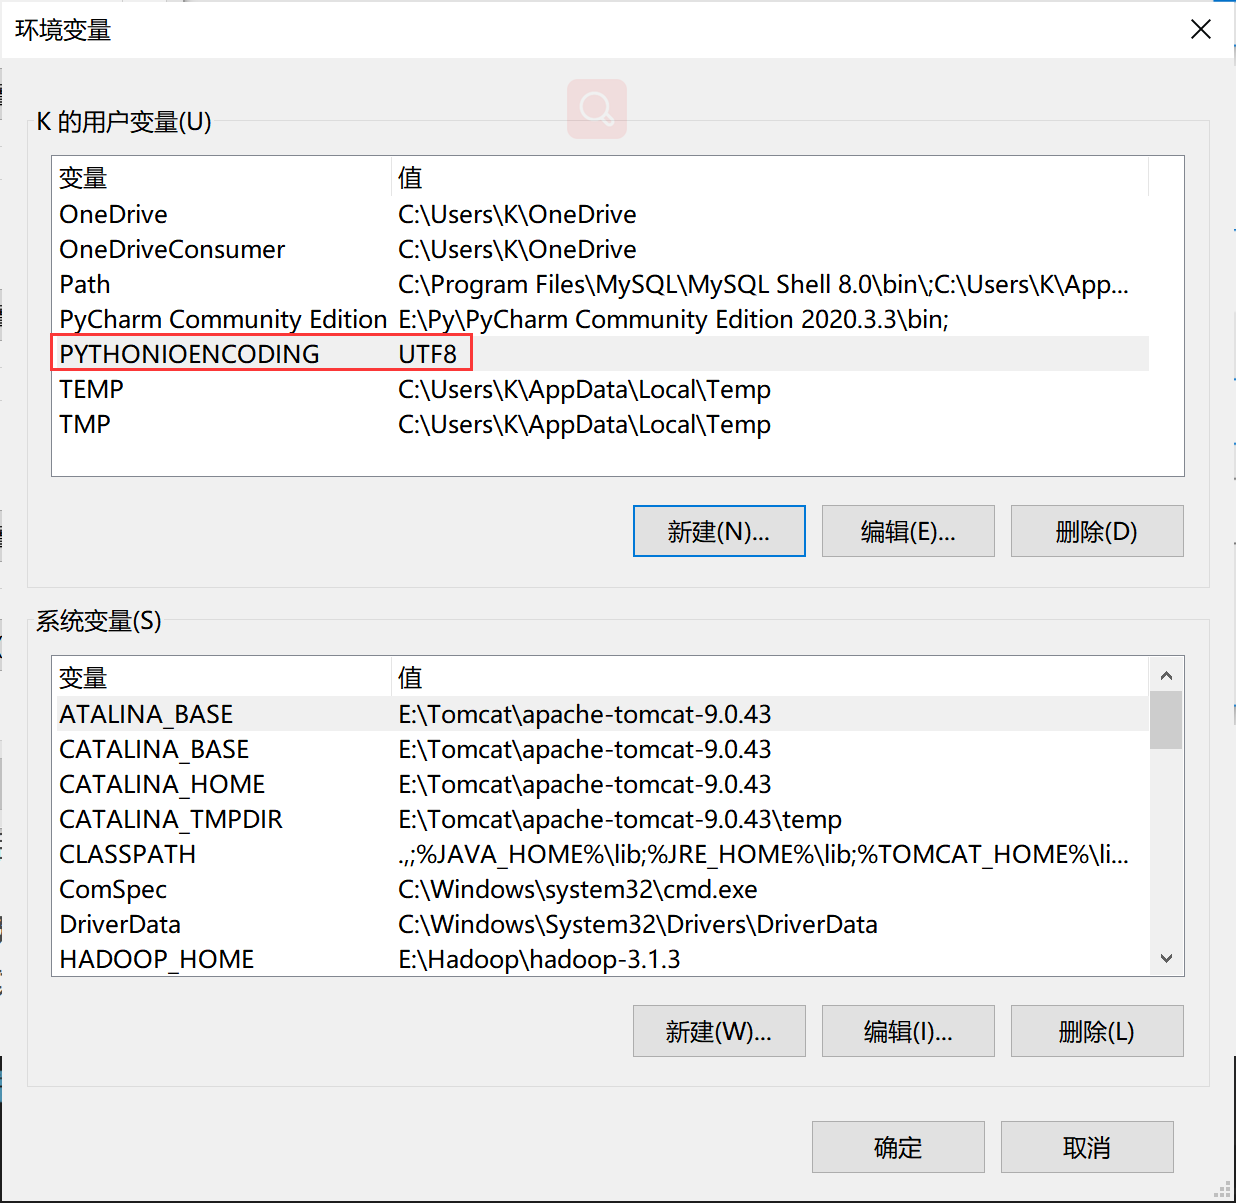 环境变量
K 的用户变量(U)
变量 值
OneDrive C:\Users\K\OneDrive
OneDriveConsumer C:\Users\K\OneDrive
Path C:\Program Files\MySQL\MySQL Shell 8.0\bin\;C:\Users\K\App...
PyCharm Community Edition E:\Py\PyCharm Community Edition 2020.3.3\bin;
PYTHONIOENCODING UTF8
TEMP C:\Users\K\AppData\Local\Temp
TMP C:\Users\K\AppData\Local\Temp
新建(N)... 编辑(E)... 删除(D)
系统变量(S)
变量 值
ATALINA_BASE E:\Tomcat\apache-tomcat-9.0.43
CATALINA_BASE E:\Tomcat\apache-tomcat-9.0.43
CATALINA_HOME E:\Tomcat\apache-tomcat-9.0.43
CATALINA_TMPDIR E:\Tomcat\apache-tomcat-9.0.43\temp
CLASSPATH .,;%JAVA_HOME%\lib;%JRE_HOME%\lib;%TOMCAT_HOME%\li...
ComSpec C:\Windows\system32\cmd.exe
DriverData C:\Windows\System32\Drivers\DriverData
HADOOP_HOME E:\Hadoop\hadoop-3.1.3
新建(W)... 编辑(I)... 删除(L)
确定 取消